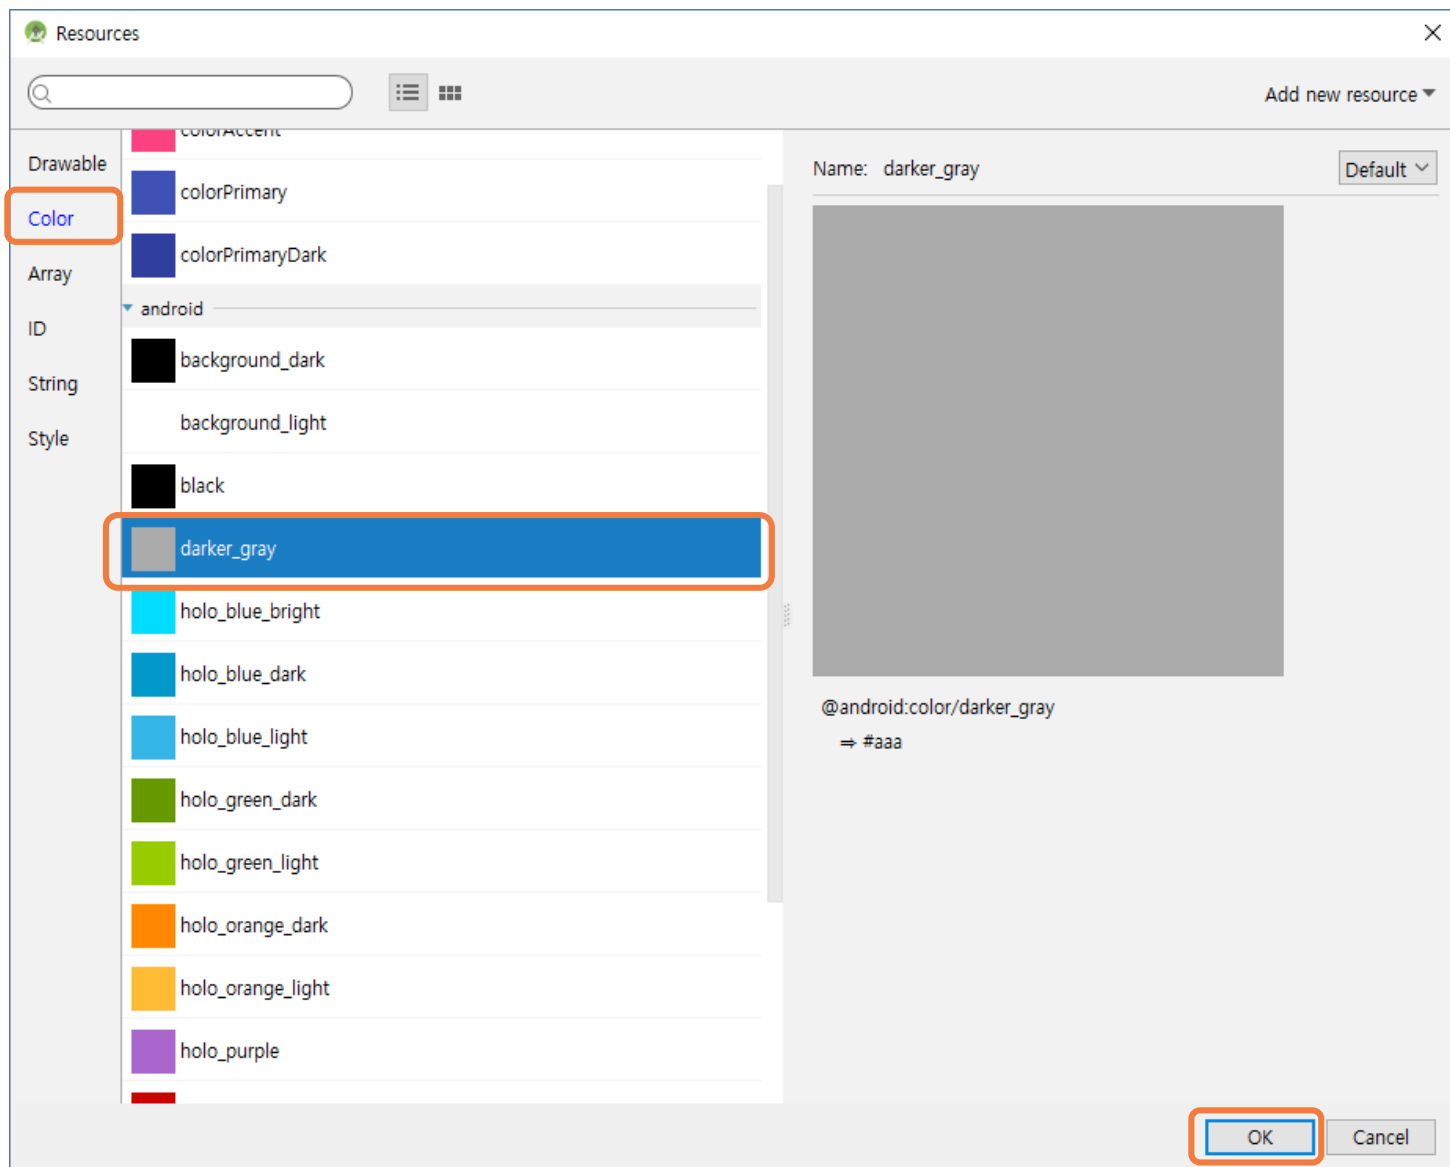 Resources
Add new resource
Drawable
Color
Array
ID
String
Style
colorAccent
colorPrimary
colorPrimaryDark
android
background_dark
background_light
black
darker_gray
holo_blue_bright
holo_blue_dark
holo_blue_light
holo_green_dark
holo_green_light
holo_orange_dark
holo_orange_light
holo_purple
Name: darker_gray
Default
@android:color/darker_gray
⇒ #aaa
OK
Cancel